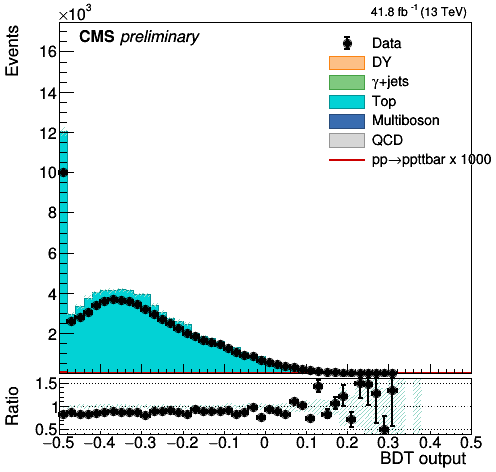 ×10³
41.8 fb⁻¹ (13 TeV)
CMS preliminary
Events
Data
DY
γ+jets
Top
Multiboson
QCD
pp→ppttbar x 1000
16
14
12
10
8
6
4
2
0
Ratio
1.5
1
0.5
−0.5 −0.4 −0.3 −0.2 −0.1 0 0.1 0.2 0.3 0.4 0.5
BDT output